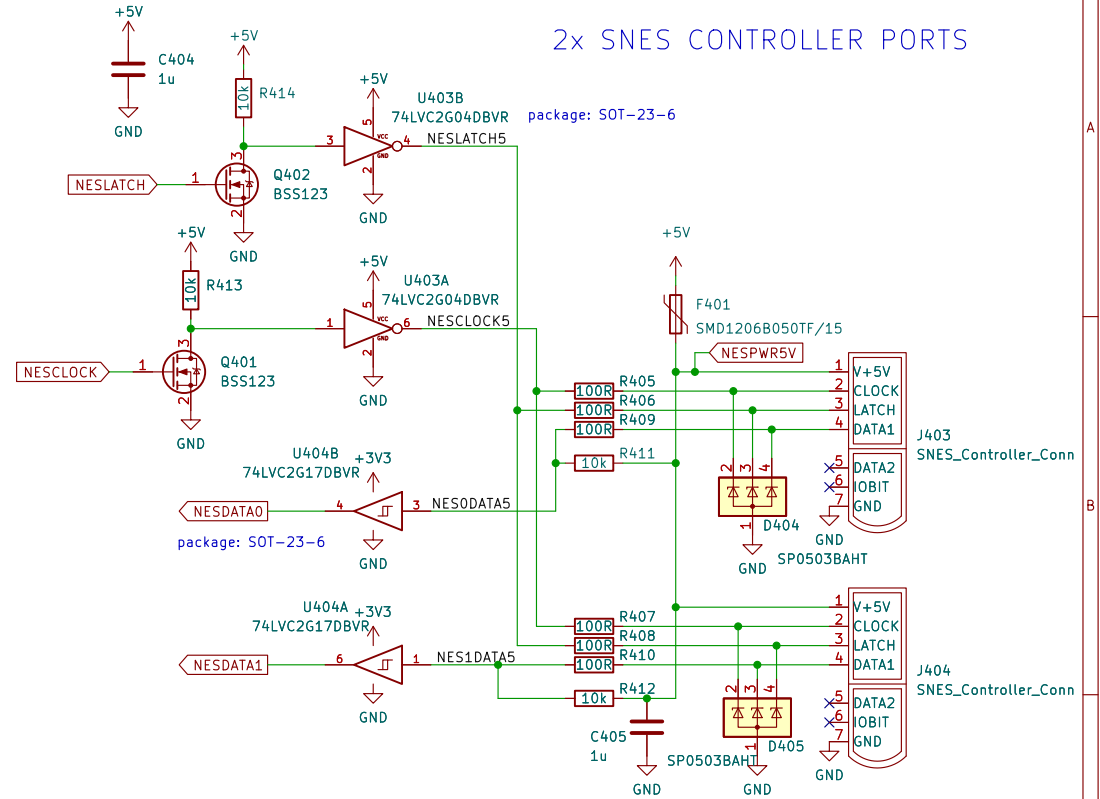 2x SNES CONTROLLER PORTS
+5V
C404
1u
GND
+5V
10k
R414
+5V
U403B
74LVC2G04DBVR
package: SOT-23-6
5
VCC
GND
3
4
2
NESLATCH5
GND
NESLATCH
1
3
2
Q402
BSS123
GND
+5V
10k
R413
+5V
U403A
74LVC2G04DBVR
5
VCC
GND
1
6
2
NESCLOCK5
GND
NESCLOCK
1
3
2
Q401
BSS123
GND
+5V
F401
SMD1206B050TF/15
NESPWR5V
100R
R405
100R
R406
100R
R409
10k
R411
1
V+5V
2
CLOCK
3
LATCH
4
DATA1
5
DATA2
6
IOBIT
7
GND
J403
SNES_Controller_Conn
GND
2
3
4
1
D404
SP0503BAHT
GND
U404B
+3V3
74LVC2G17DBVR
NESDATA0
4
3
NES0DATA5
package: SOT-23-6
GND
U404A
+3V3
74LVC2G17DBVR
NESDATA1
6
1
NES1DATA5
GND
100R
R407
100R
R408
100R
R410
10k
R412
C405
1u
GND
1
V+5V
2
CLOCK
3
LATCH
4
DATA1
5
DATA2
6
IOBIT
7
GND
J404
SNES_Controller_Conn
GND
2
3
4
1
D405
SP0503BAHT
GND
A
B